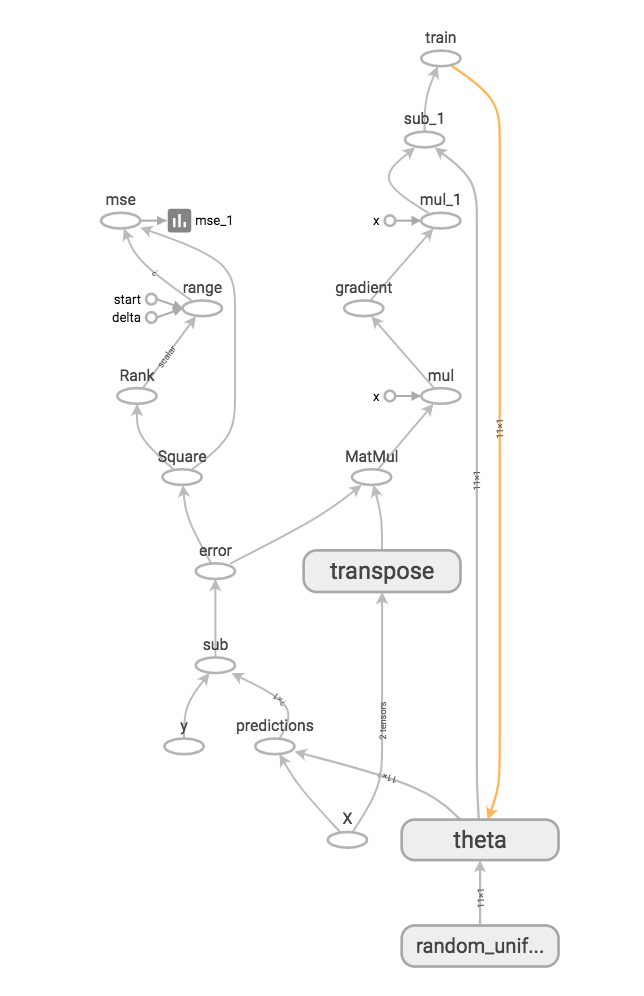 train
sub_1
mse
mul_1
mse_1
x
range
gradient
start
delta
scalar
Rank
mul
x
11×1
Square
MatMul
11×1
error
transpose
sub
?×1
y
predictions
2 tensors
11×1
X
theta
11×1
random_unif...